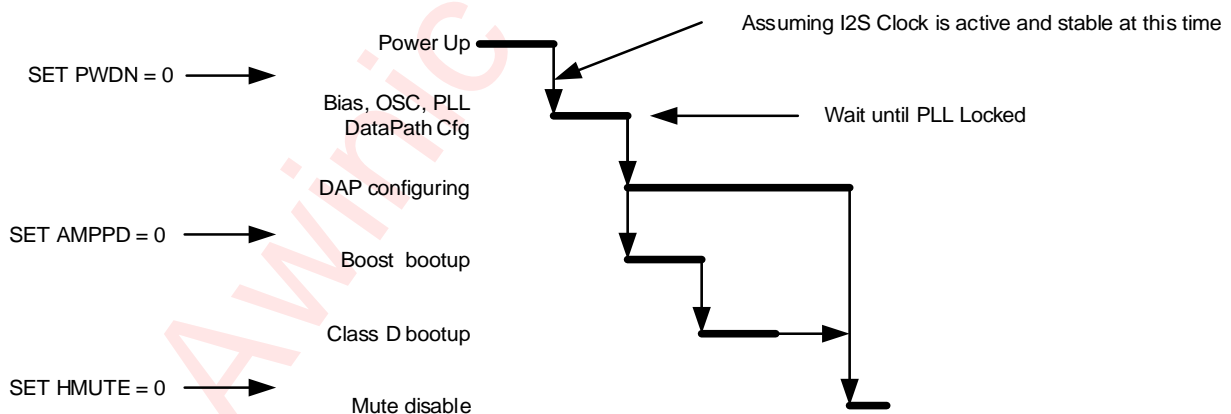 Assuming I2S Clock is active and stable at this time
Power Up
SET PWDN = 0
Bias, OSC, PLL
DataPath Cfg
Wait until PLL Locked
DAP configuring
SET AMPPD = 0
Boost bootup
Class D bootup
SET HMUTE = 0
Mute disable
Awinic